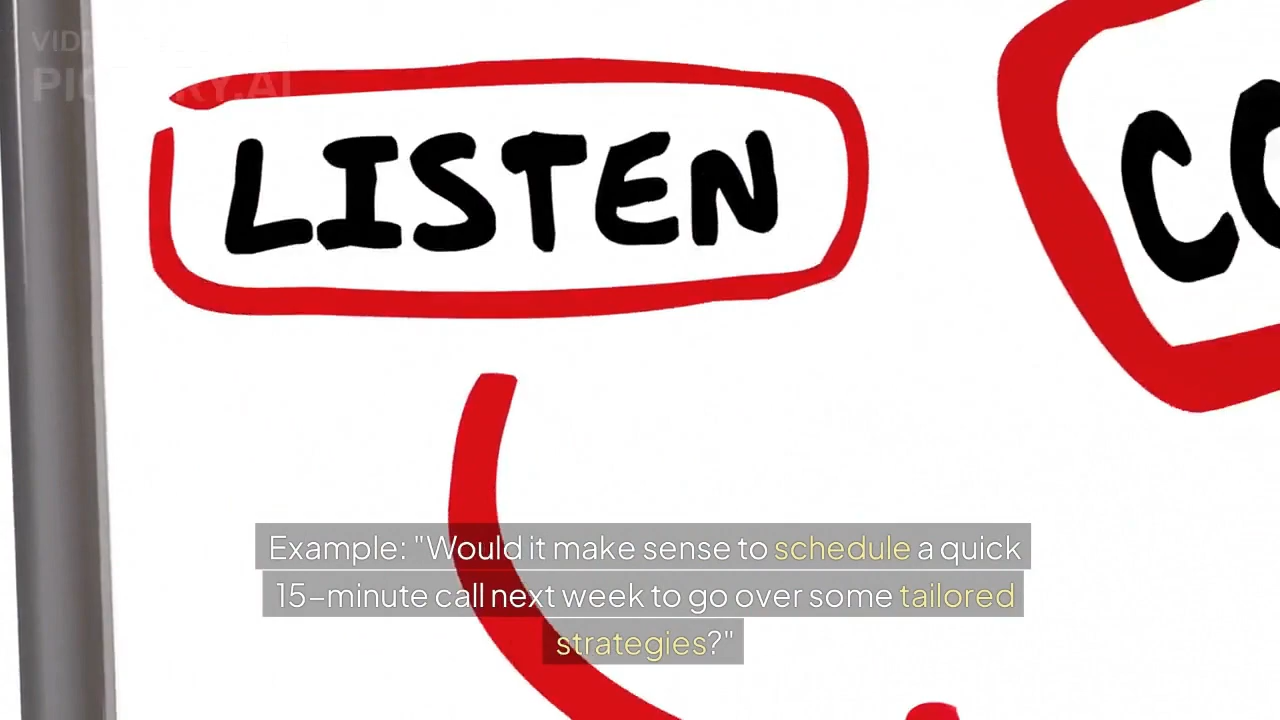 LISTEN
CO
Example: "Would it make sense to schedule a quick
15-minute call next week to go over some tailored
strategies?"